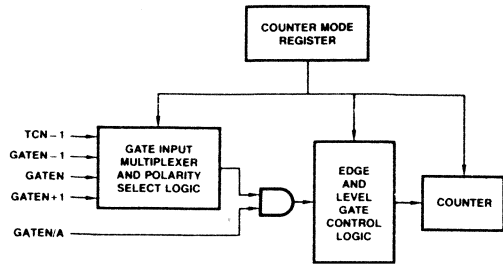 COUNTER MODE
REGISTER
TCN – 1
GATEN – 1
GATEN
GATEN+1
GATEN/A
GATE INPUT
MULTIPLEXER
AND POLARITY
SELECT LOGIC
EDGE
AND
LEVEL
GATE
CONTROL
LOGIC
COUNTER